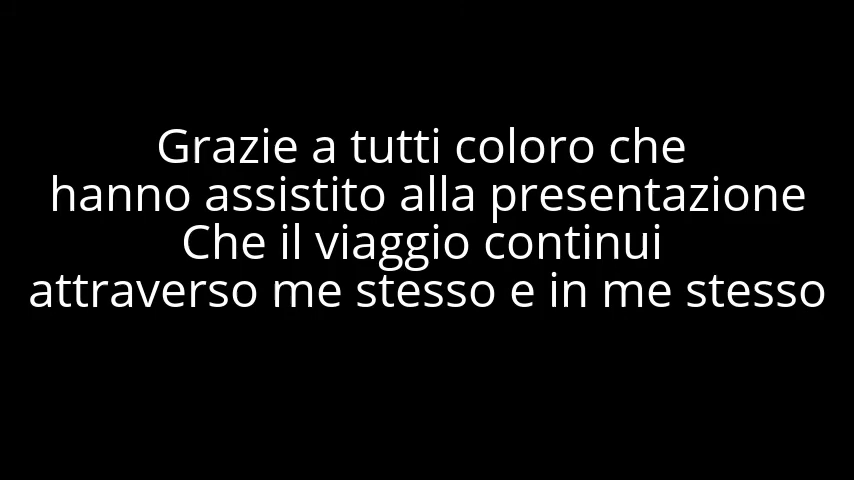 Grazie a tutti coloro che
hanno assistito alla presentazione
Che il viaggio continui
attraverso me stesso e in me stesso